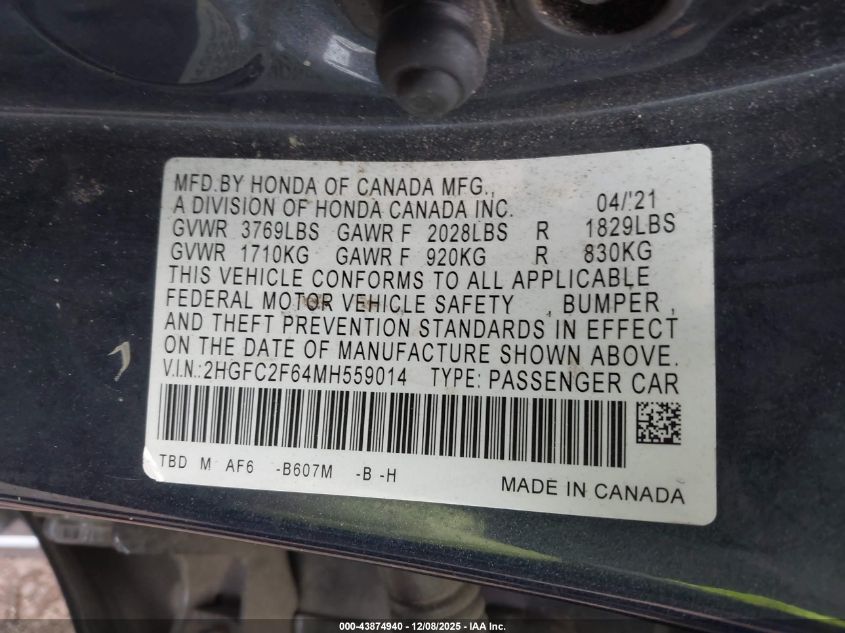 MFD.BY HONDA OF CANADA MFG.,
A DIVISION OF HONDA CANADA INC. 04/'21
GVWR 3769LBS GAWR F 2028LBS R 1829LBS
GVWR 1710KG GAWR F 920KG R 830KG
THIS VEHICLE CONFORMS TO ALL APPLICABLE
FEDERAL MOTOR VEHICLE SAFETY , BUMPER ,
AND THEFT PREVENTION STANDARDS IN EFFECT
ON THE DATE OF MANUFACTURE SHOWN ABOVE.
V.I.N.:2HGFC2F64MH559014 TYPE: PASSENGER CAR
TBD M AF6 -B607M -B -H
MADE IN CANADA
000-43874940 - 12/08/2025 - IAA Inc.